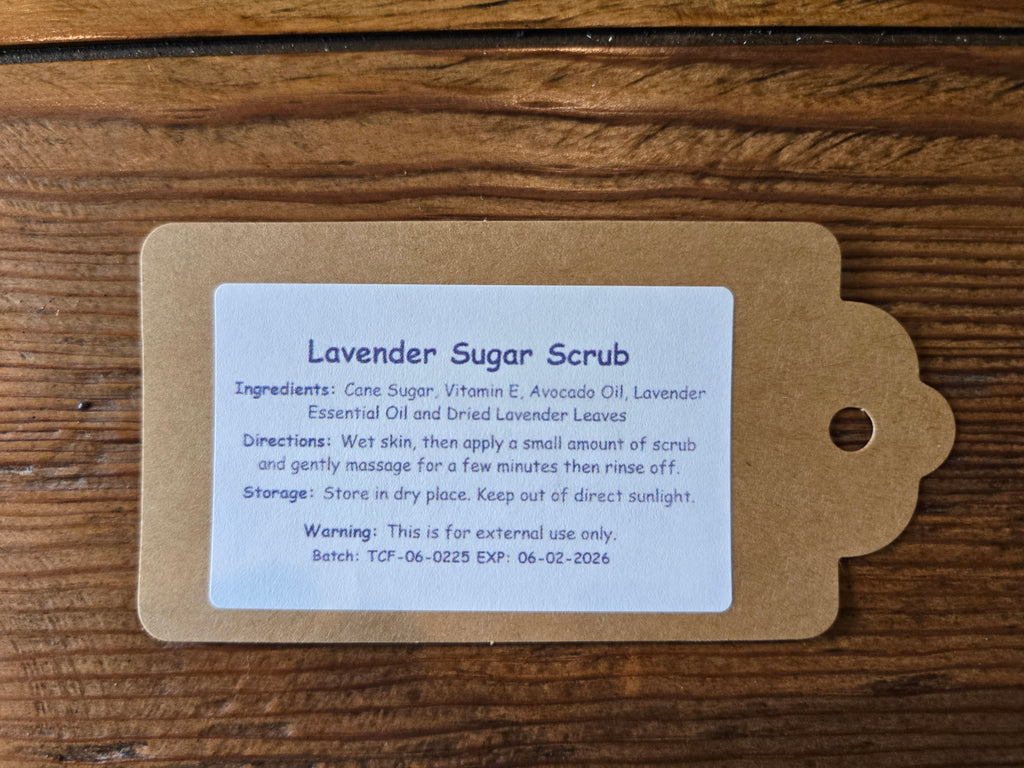 Lavender Sugar Scrub
Ingredients: Cane Sugar, Vitamin E, Avocado Oil, Lavender
Essential Oil and Dried Lavender Leaves
Directions: Wet skin, then apply a small amount of scrub
and gently massage for a few minutes then rinse off.
Storage: Store in dry place. Keep out of direct sunlight.
Warning: This is for external use only.
Batch: TCF-06-0225 EXP: 06-02-2026